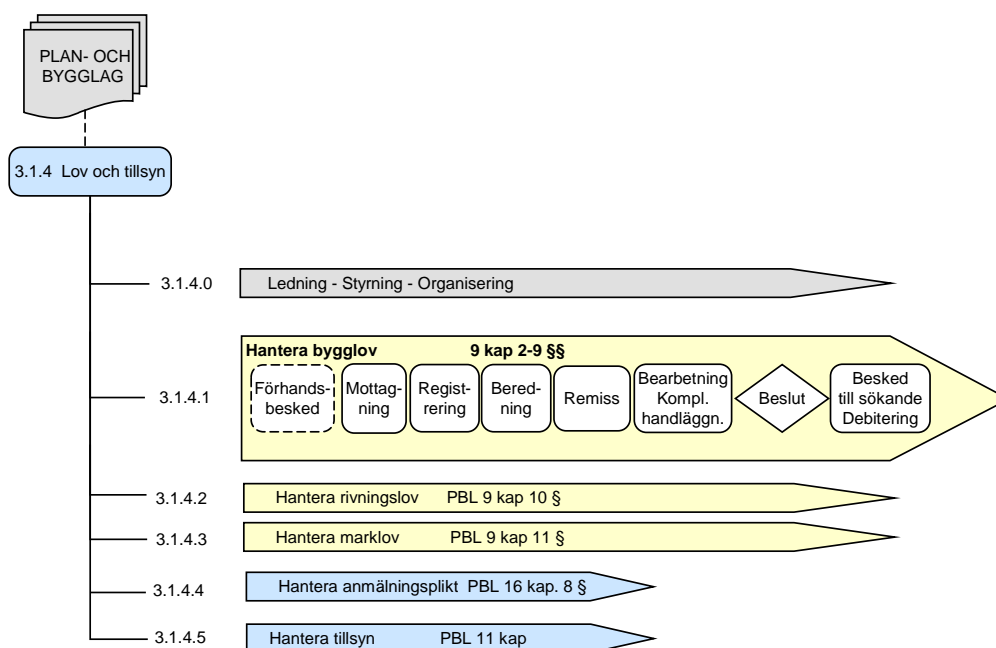 PLAN- OCH
BYGGLAG
3.1.4 Lov och tillsyn
3.1.4.0
Ledning - Styrning - Organisering
3.1.4.1
Hantera bygglov 9 kap 2-9 §§
Förhands-
besked
Mottag-
ning
Regist-
rering
Bered-
ning
Remiss
Bearbetning
Kompl.
handläggn.
Beslut
Besked
till sökande
Debitering
3.1.4.2
Hantera rivningslov PBL 9 kap 10 §
3.1.4.3
Hantera marklov PBL 9 kap 11 §
3.1.4.4
Hantera anmälningsplikt PBL 16 kap. 8 §
3.1.4.5
Hantera tillsyn PBL 11 kap